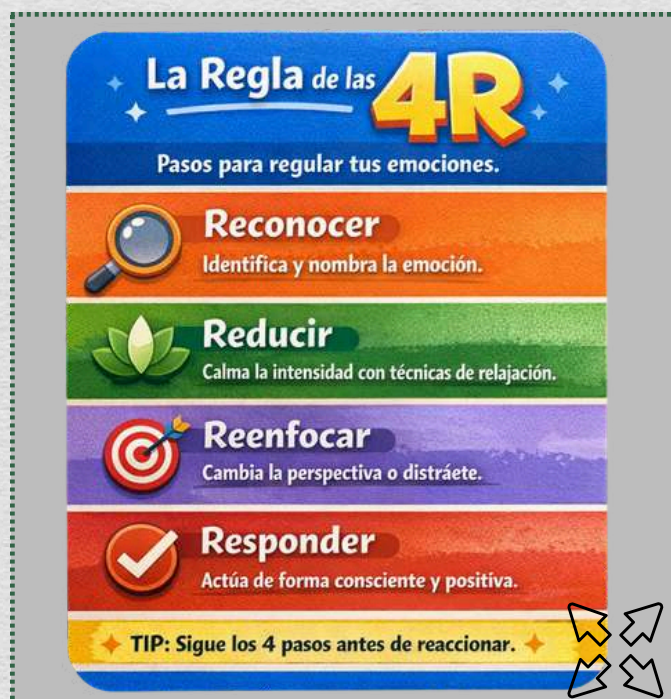 La Regla de las 4R
Pasos para regular tus emociones.
Reconocer
Identifica y nombra la emoción.
Reducir
Calma la intensidad con técnicas de relajación.
Reenfocar
Cambia la perspectiva o distráete.
Responder
Actúa de forma consciente y positiva.
TIP: Sigue los 4 pasos antes de reaccionar.